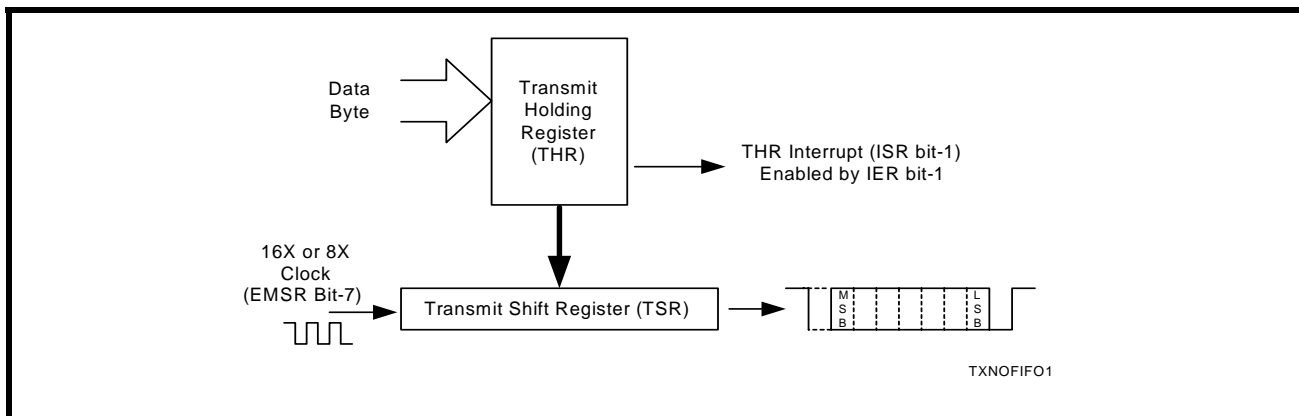 Data
Byte
Transmit
Holding
Register
(THR)
THR Interrupt (ISR bit-1)
Enabled by IER bit-1
16X or 8X
Clock
(EMSR Bit-7)
Transmit Shift Register (TSR)
M
S
B
L
S
B
TXNOFIFO1